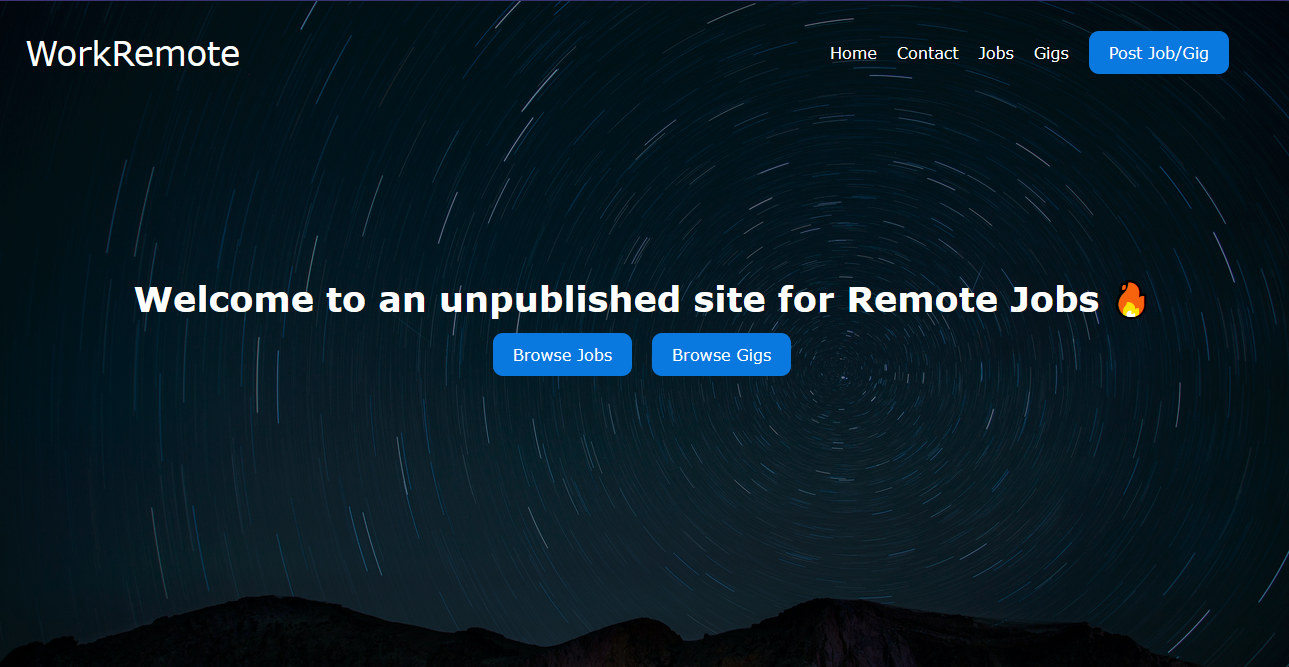 WorkRemote
Home Contact Jobs Gigs Post Job/Gig
Welcome to an unpublished site for Remote Jobs 🔥
Browse Jobs Browse Gigs